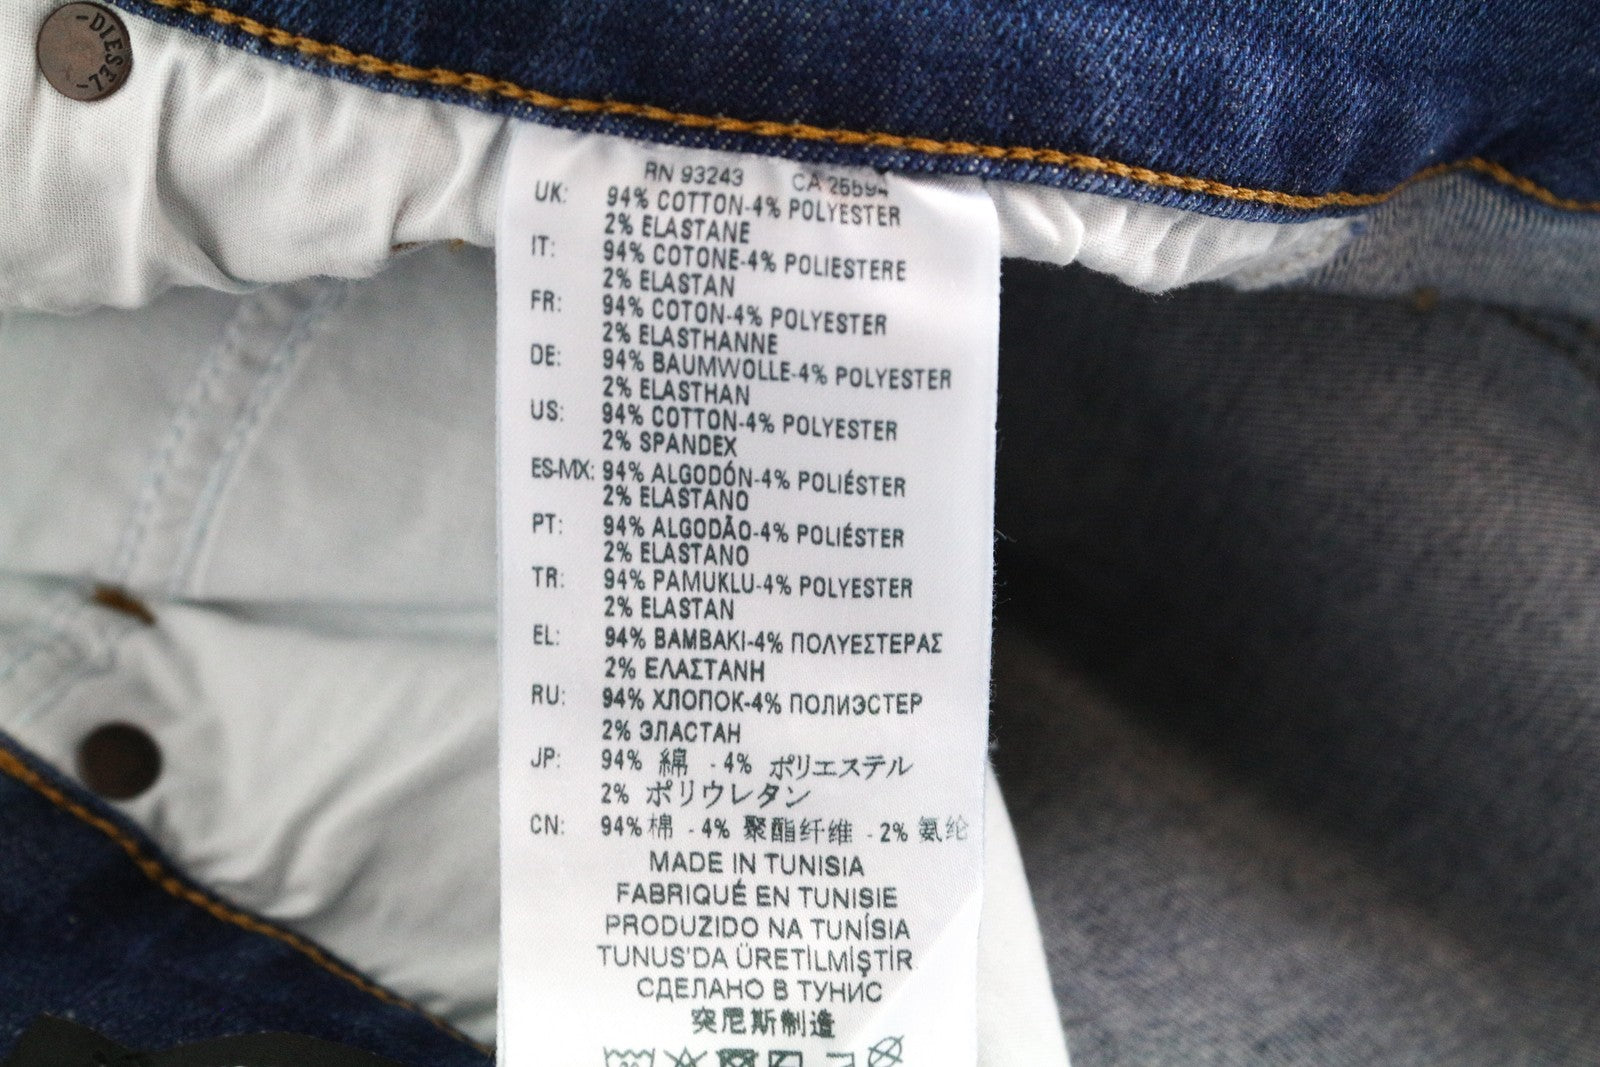 DIESEL
RN 93243 CA 25594
UK: 94% COTTON-4% POLYESTER
2% ELASTANE
IT: 94% COTONE-4% POLIESTERE
2% ELASTAN
FR: 94% COTON-4% POLYESTER
2% ELASTHANNE
DE: 94% BAUMWOLLE-4% POLYESTER
2% ELASTHAN
US: 94% COTTON-4% POLYESTER
2% SPANDEX
ES-MX: 94% ALGODÓN-4% POLIÉSTER
2% ELASTANO
PT: 94% ALGODÃO-4% POLIÉSTER
2% ELASTANO
TR: 94% PAMUKLU-4% POLYESTER
2% ELASTAN
EL: 94% ΒΑΜΒΑΚΙ-4% ΠΟΛΥΕΣΤΕΡΑΣ
2% ΕΛΑΣΤΑΝΗ
RU: 94% ХЛОПОК-4% ПОЛИЭСТЕР
2% ЭЛАСТАН
JP: 94% 綿 - 4% ポリエステル
2% ポリウレタン
CN: 94% 棉 - 4% 聚酯纤维 - 2% 氨纶
MADE IN TUNISIA
FABRIQUÉ EN TUNISIE
PRODUZIDO NA TUNÍSIA
TUNUS'DA ÜRETİLMİŞTİR
СДЕЛАНО В ТУНИС
突尼斯制造